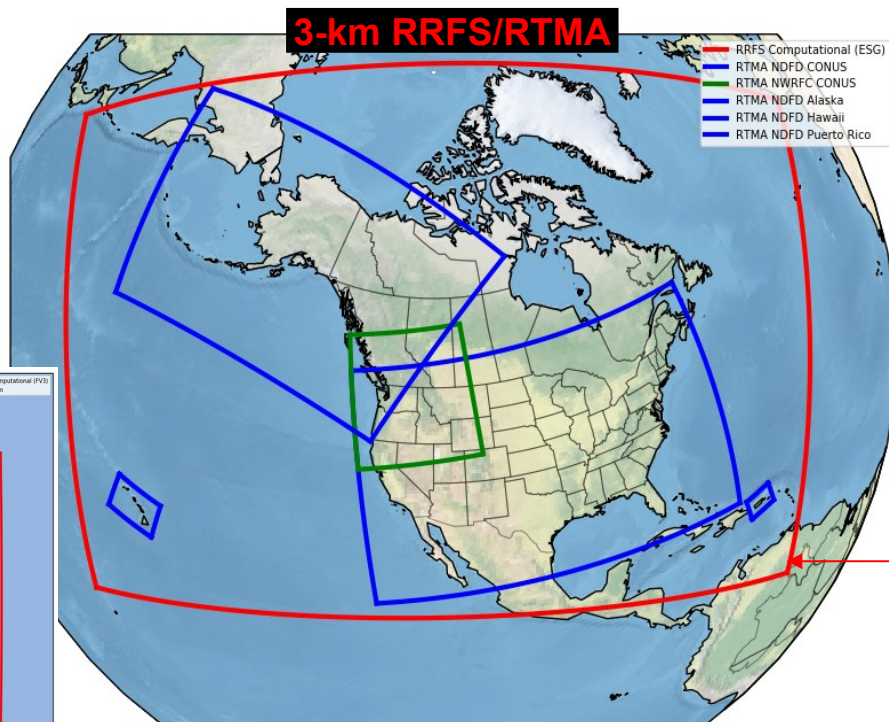 3-km RRFS/RTMA
RRFS Computational (ESG)
RTMA NDFD CONUS
RTMA NWRFC CONUS
RTMA NDFD Alaska
RTMA NDFD Hawaii
RTMA NDFD Puerto Rico
mputational (FV3)